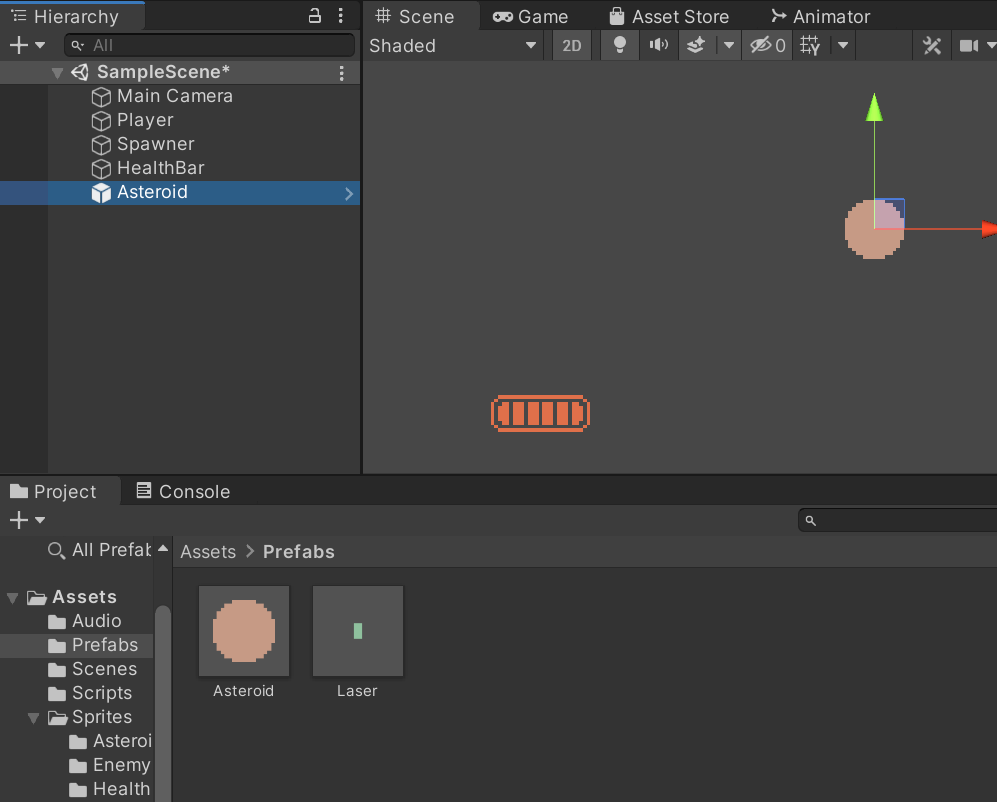 Hierarchy
All
SampleScene*
Main Camera
Player
Spawner
HealthBar
Asteroid
Scene Game Asset Store Animator
Shaded 2D 0
Project Console
All Prefab
Assets
Audio
Prefabs
Scenes
Scripts
Sprites
Asteroi
Enemy
Health
Assets > Prefabs
Asteroid Laser